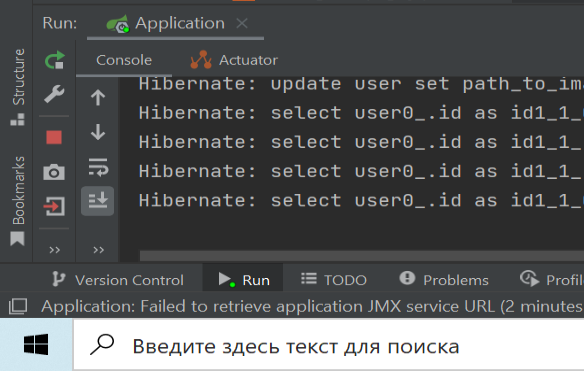 Run: Application
Console Actuator
Structure
Bookmarks
Hibernate: update user set path_to_ima
Hibernate: select user0_.id as id1_1_
Hibernate: select user0_.id as id1_1_
Hibernate: select user0_.id as id1_1_
Hibernate: select user0_.id as id1_1_
Version Control Run TODO Problems Profil
Application: Failed to retrieve application JMX service URL (2 minutes
Введите здесь текст для поиска